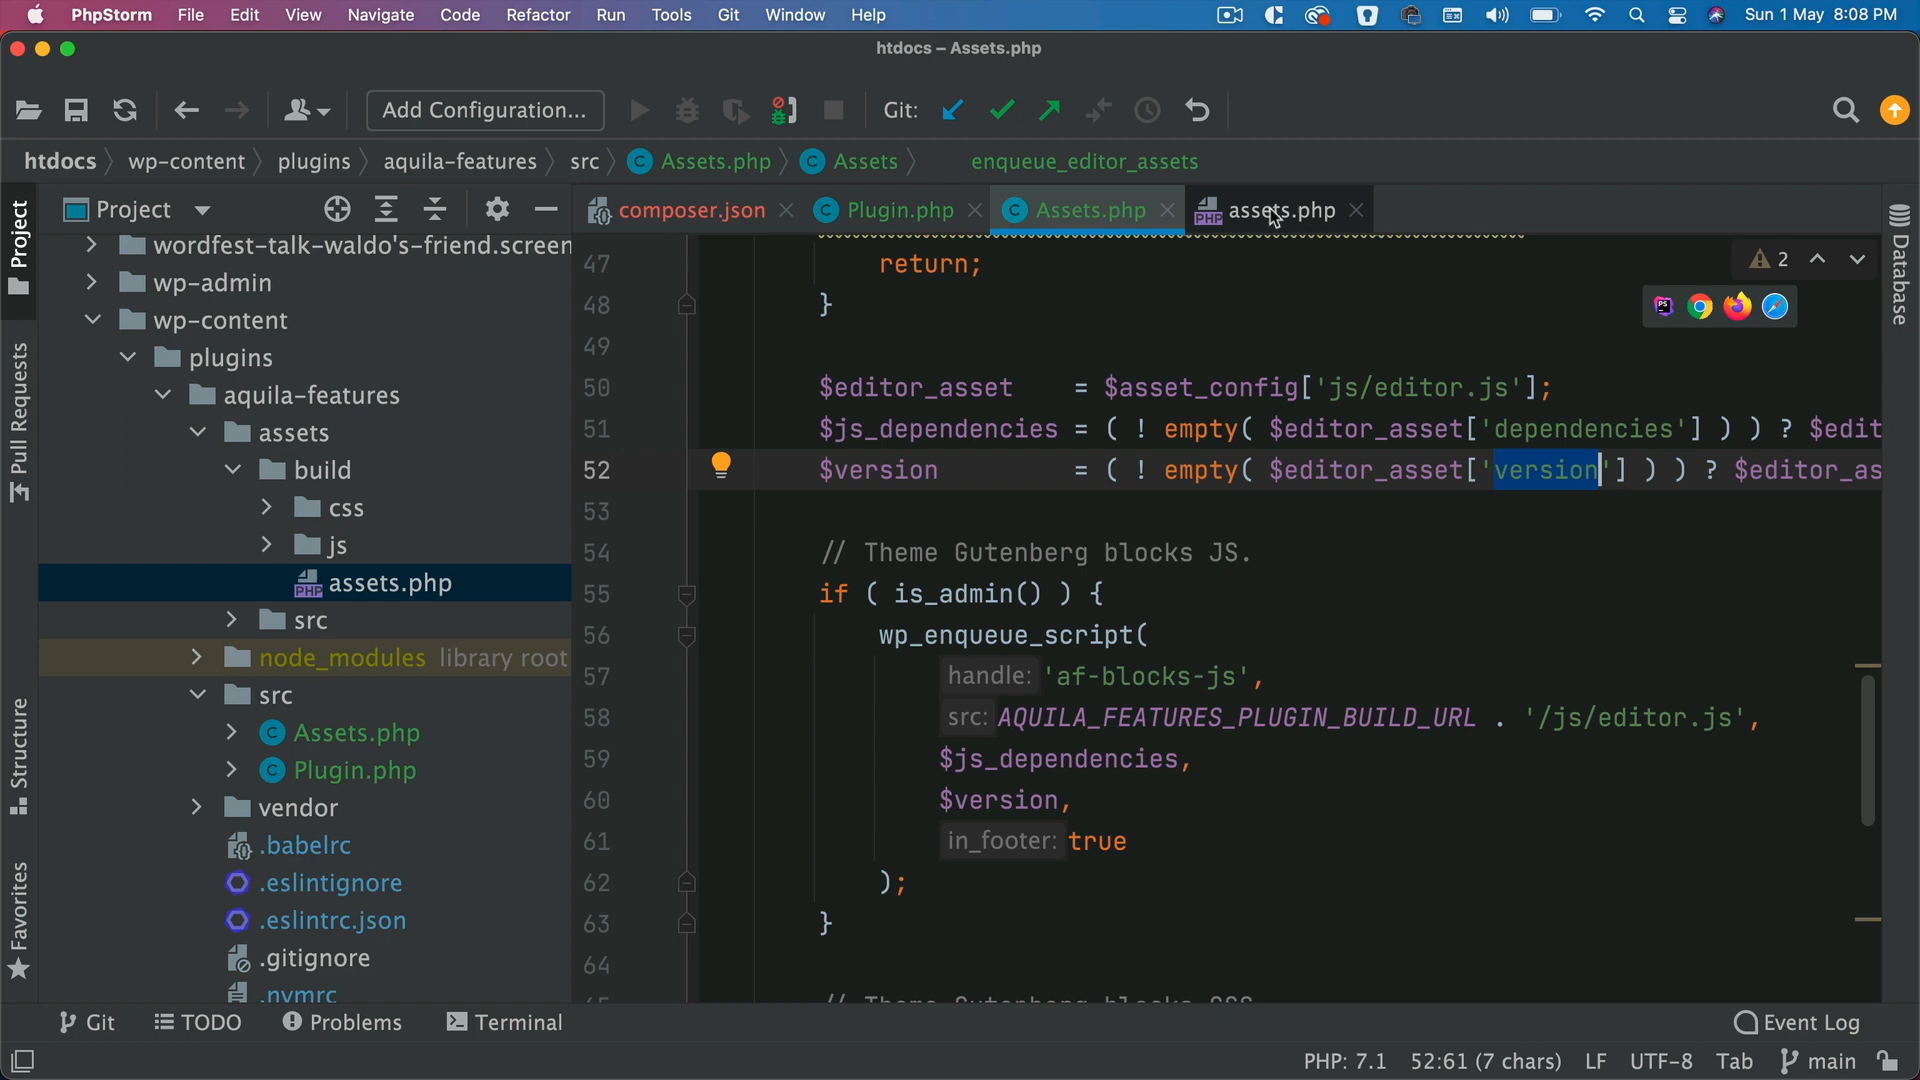 PhpStorm File Edit View Navigate Code Refactor Run Tools Git Window Help Sun 1 May 8:08 PM
htdocs – Assets.php
Add Configuration... Git:
htdocs wp-content plugins aquila-features src Assets.php Assets enqueue_editor_assets
Project composer.json Plugin.php Assets.php assets.php
Project
Pull Requests
Structure
Favorites
Database
wordfest-talk-waldo's-friend.screen
wp-admin
wp-content
plugins
aquila-features
assets
build
css
js
PHP assets.php
src
node_modules library root
src
Assets.php
Plugin.php
vendor
.babelrc
.eslintignore
.eslintrc.json
.gitignore
.nvmrc
2
47 return;
48 }
49
50 $editor_asset = $asset_config['js/editor.js'];
51 $js_dependencies = ( ! empty( $editor_asset['dependencies'] ) ) ? $edit
52 $version = ( ! empty( $editor_asset['version'] ) ) ? $editor_as
53
54 // Theme Gutenberg blocks JS.
55 if ( is_admin() ) {
56 wp_enqueue_script(
57 handle: 'af-blocks-js',
58 src: AQUILA_FEATURES_PLUGIN_BUILD_URL . '/js/editor.js',
59 $js_dependencies,
60 $version,
61 in_footer: true
62 );
63 }
64
65 // Theme Gutenberg blocks CSS
Git TODO Problems Terminal Event Log
PHP: 7.1 52:61 (7 chars) LF UTF-8 Tab main